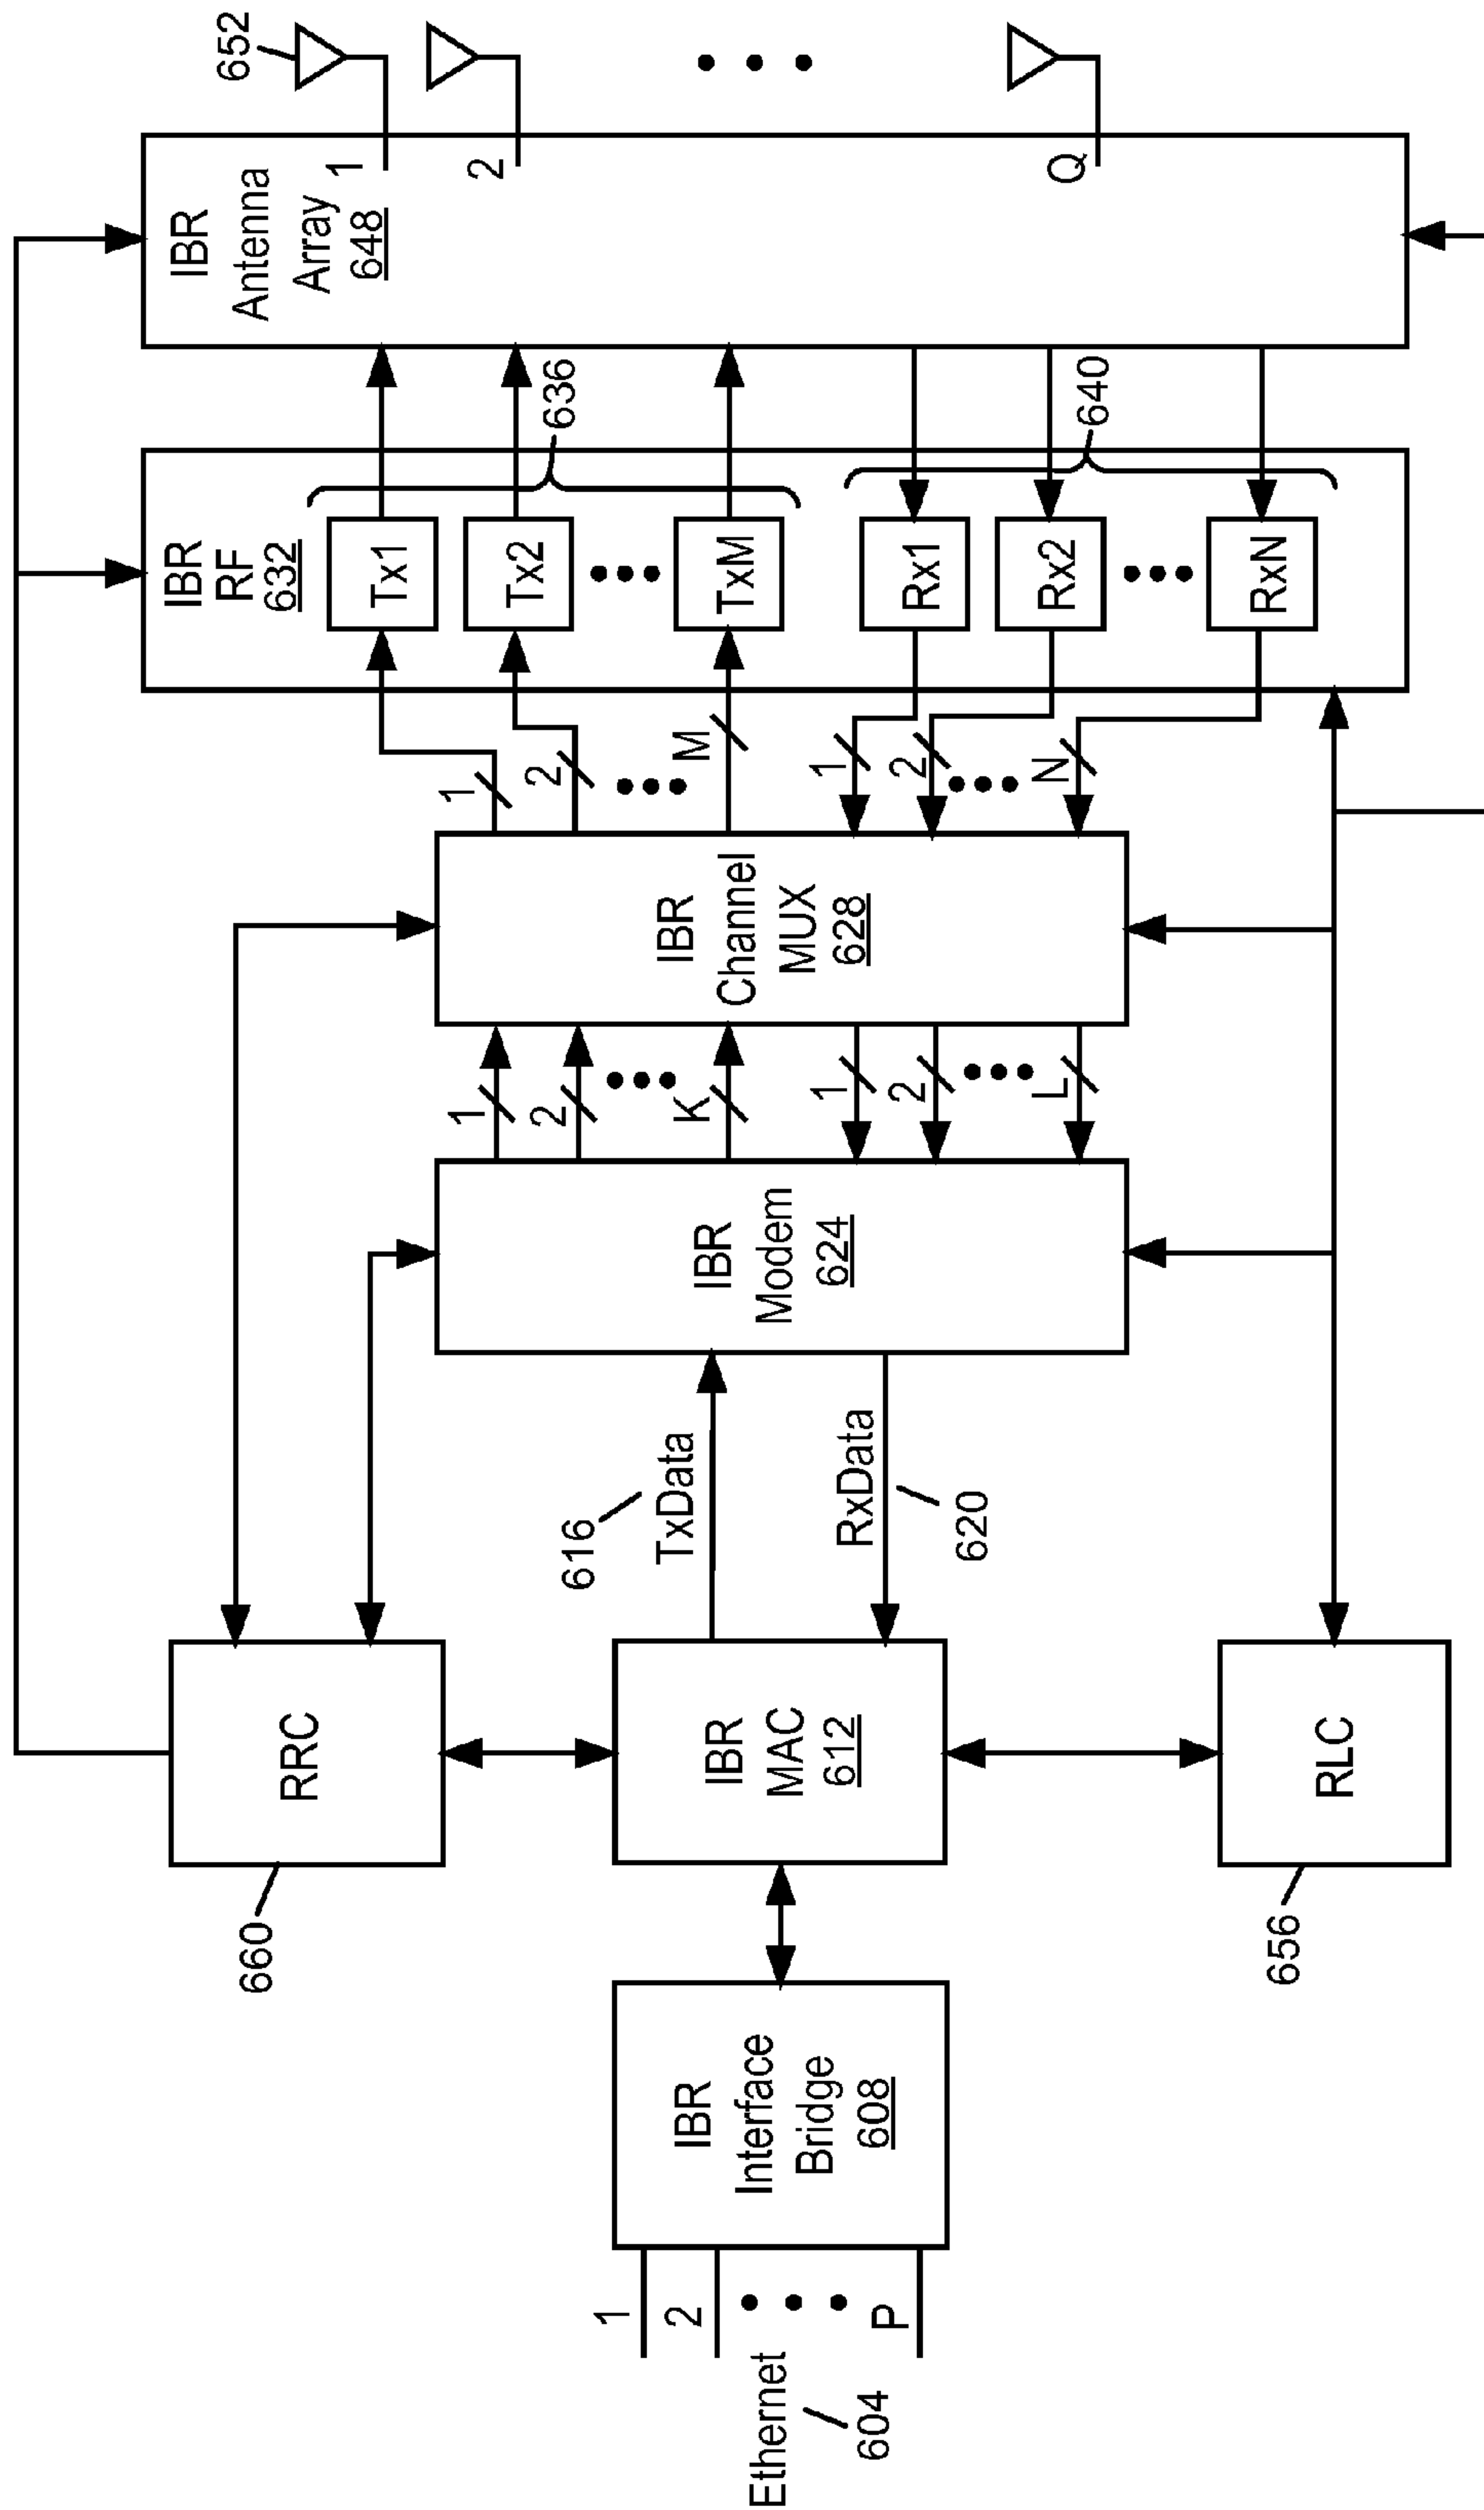 Ethernet
604
1
2
P
IBR
Interface
Bridge
608
660
RRC
IBR
MAC
612
656
RLC
616
TxData
RxData
620
IBR
Modem
624
1
2
K
1
2
L
IBR
Channel
MUX
628
1
2
M
1
2
N
IBR
RF
632
Tx1
Tx2
TxM
Rx1
Rx2
RxN
636
640
IBR
Antenna
Array
648
1
2
Q
652